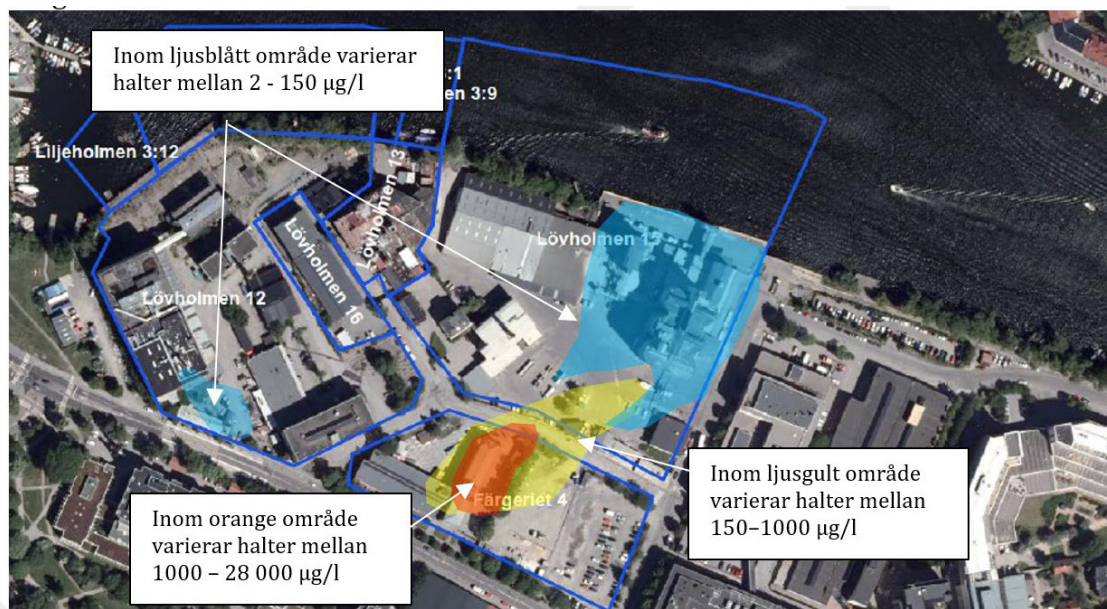 Inom ljusblått område varierar
halter mellan 2 - 150 µg/l
:1
en 3:9
Liljeholmen 3:12
Lövholmen 13
Lövholmen 15
Lövholmen 16
Lövholmen 12
Färgeriet 4
Inom ljusgult område
varierar halter mellan
150–1000 µg/l
Inom orange område
varierar halter mellan
1000 – 28 000 µg/l